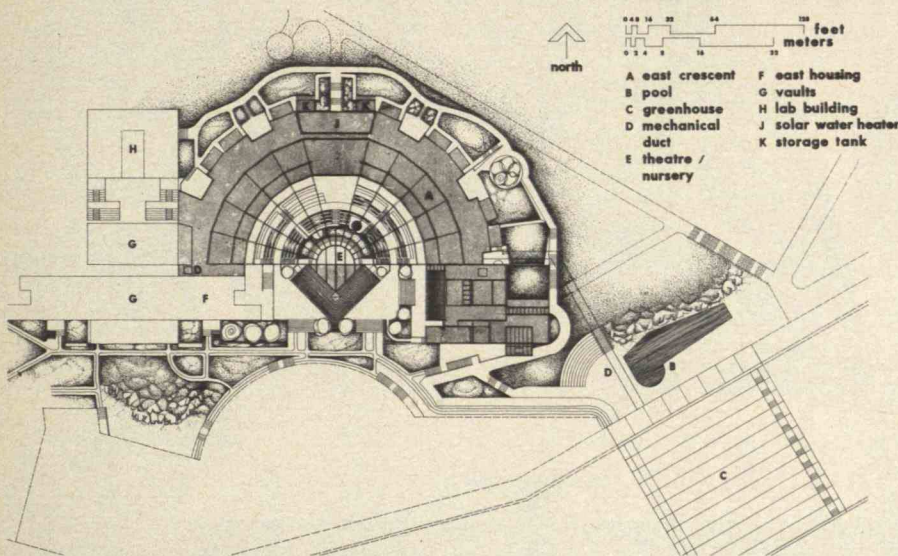 0 4 8 16 32 64 128
feet
meters
0 2 4 8 16 32
north
A east crescent
B pool
C greenhouse
D mechanical
duct
E theatre /
nursery
F east housing
G vaults
H lab building
J solar water heater
K storage tank
K
K
J
H
A
G
E
D
G
F
D
B
C